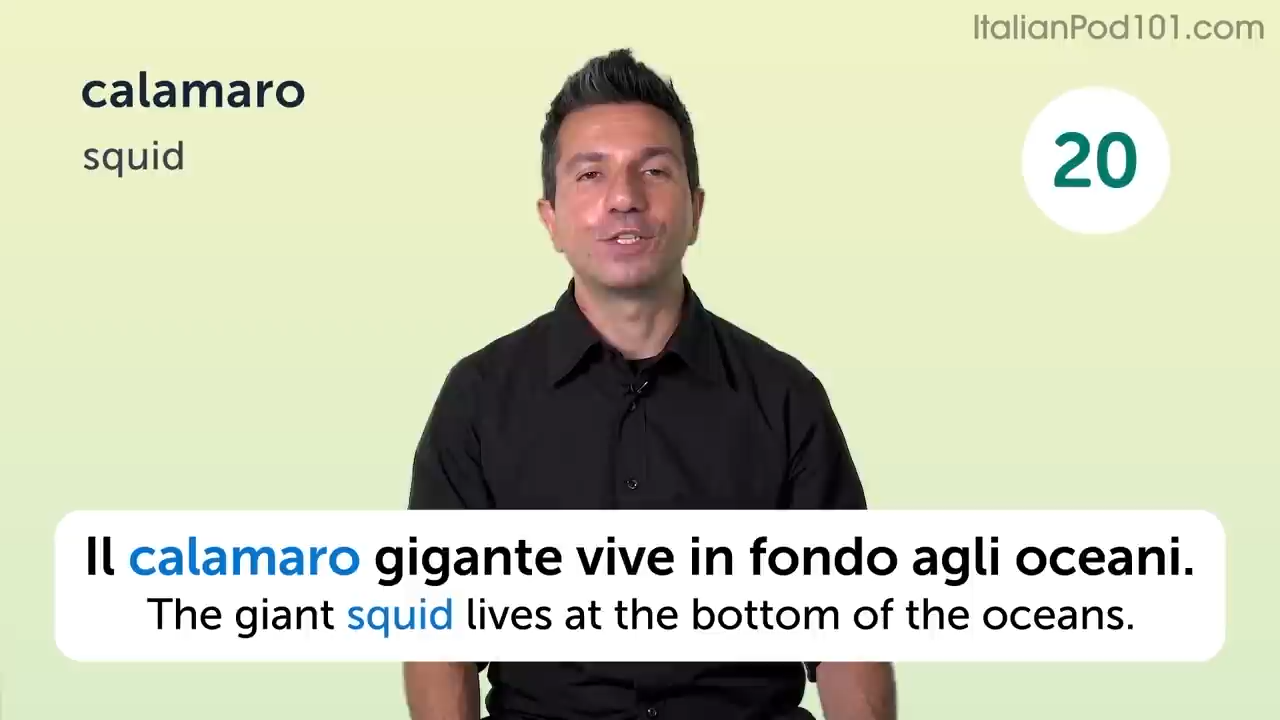 ItalianPod101.com
calamaro
squid
20
Il calamaro gigante vive in fondo agli oceani.
The giant squid lives at the bottom of the oceans.